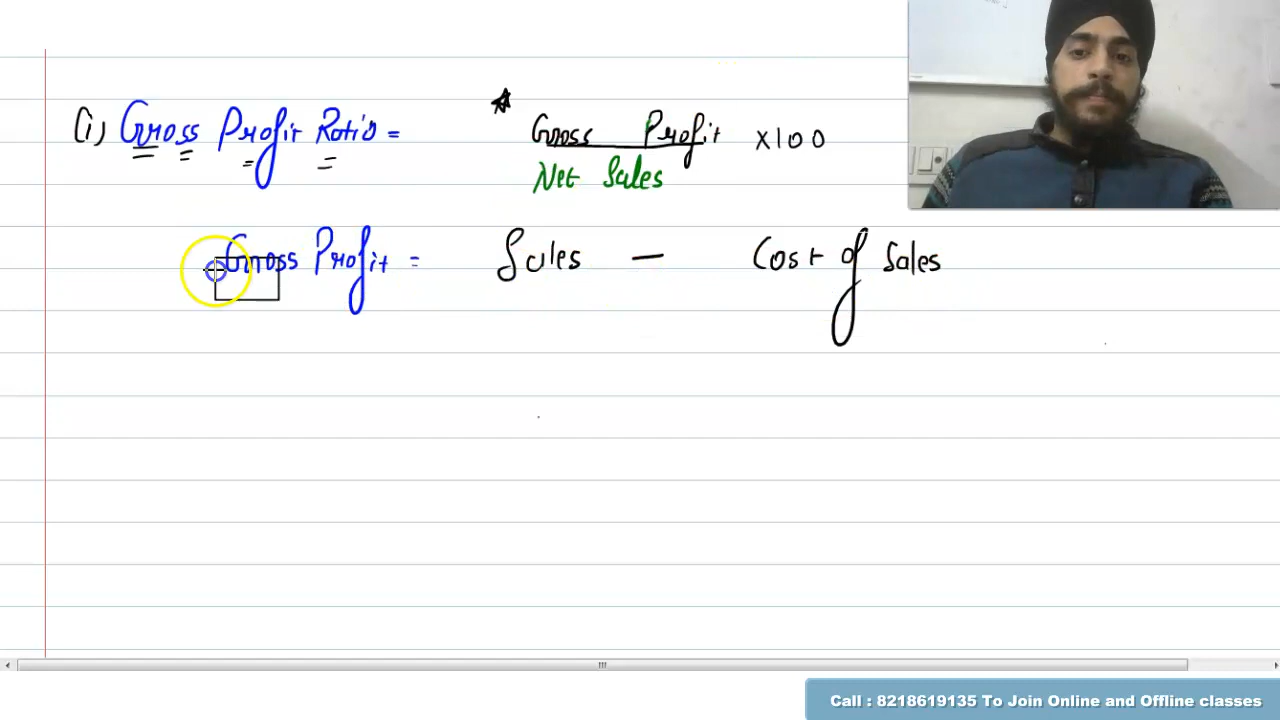 (i) Gross Profit Ratio = Gross Profit X100
Net Sales
Gross Profit = Sales — Cost of Sales
Call : 8218619135 To Join Online and Offline classes